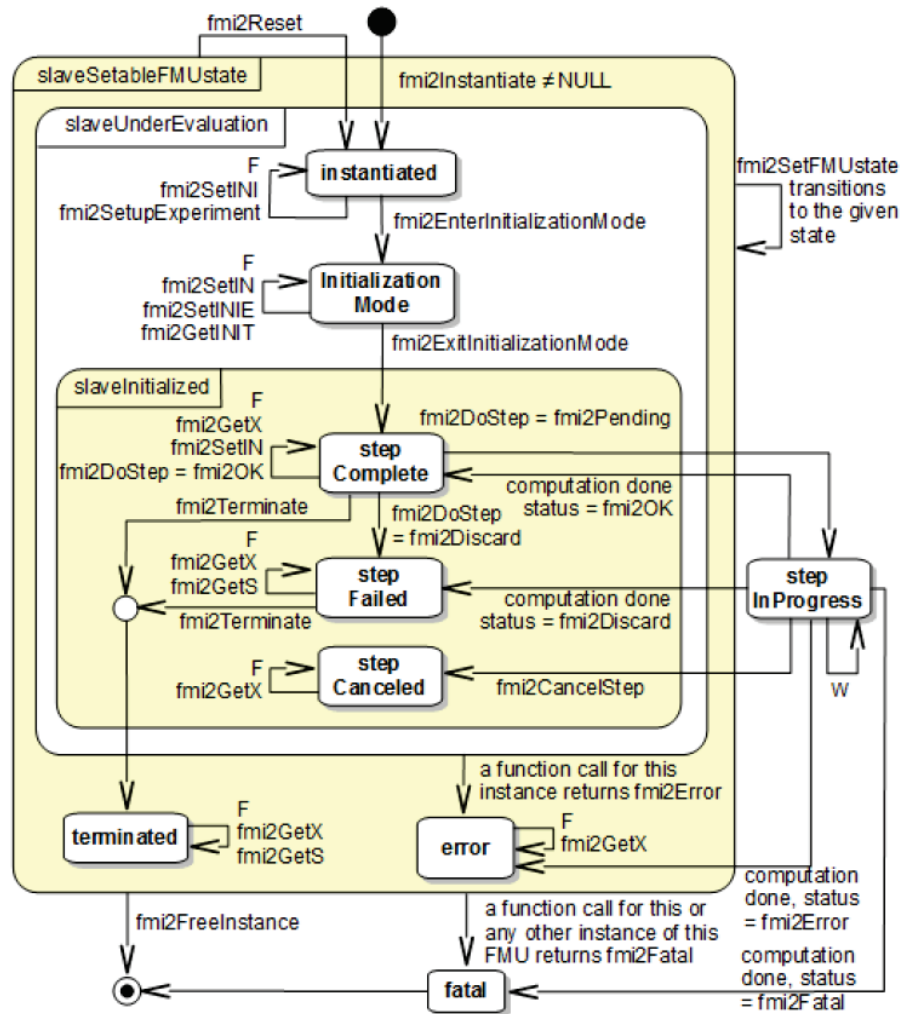 fmi2Reset
slaveSetableFMUstate
fmi2Instantiate ≠ NULL
slaveUnderEvaluation
F
fmi2SetINI
fmi2SetupExperiment
instantiated
fmi2SetFMUstate
transitions
to the given
state
fmi2EnterInitializationMode
F
fmi2SetIN
fmi2SetINIE
fmi2GetINIT
Initialization
Mode
fmi2ExitInitializationMode
slaveInitialized
F
fmi2GetX
fmi2SetIN
fmi2DoStep = fmi2OK
step
Complete
fmi2DoStep = fmi2Pending
computation done
status = fmi2OK
fmi2Terminate
fmi2DoStep
= fmi2Discard
F
fmi2GetX
fmi2GetS
step
Failed
step
InProgress
computation done
status = fmi2Discard
fmi2Terminate
F
fmi2GetX
step
Canceled
fmi2CancelStep
W
a function call for this
instance returns fmi2Error
terminated
F
fmi2GetX
fmi2GetS
error
F
fmi2GetX
computation
done, status
= fmi2Error
fmi2FreeInstance
a function call for this or
any other instance of this
FMU returns fmi2Fatal
computation
done, status
= fmi2Fatal
fatal